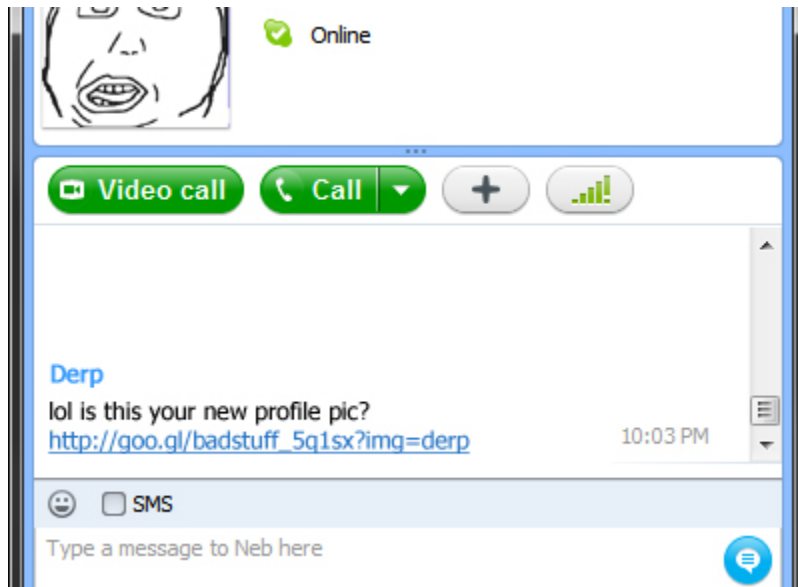 Online
Video call
Call
Derp
lol is this your new profile pic?
http://goo.gl/badstuff_5q1sx?img=derp
10:03 PM
SMS
Type a message to Neb here